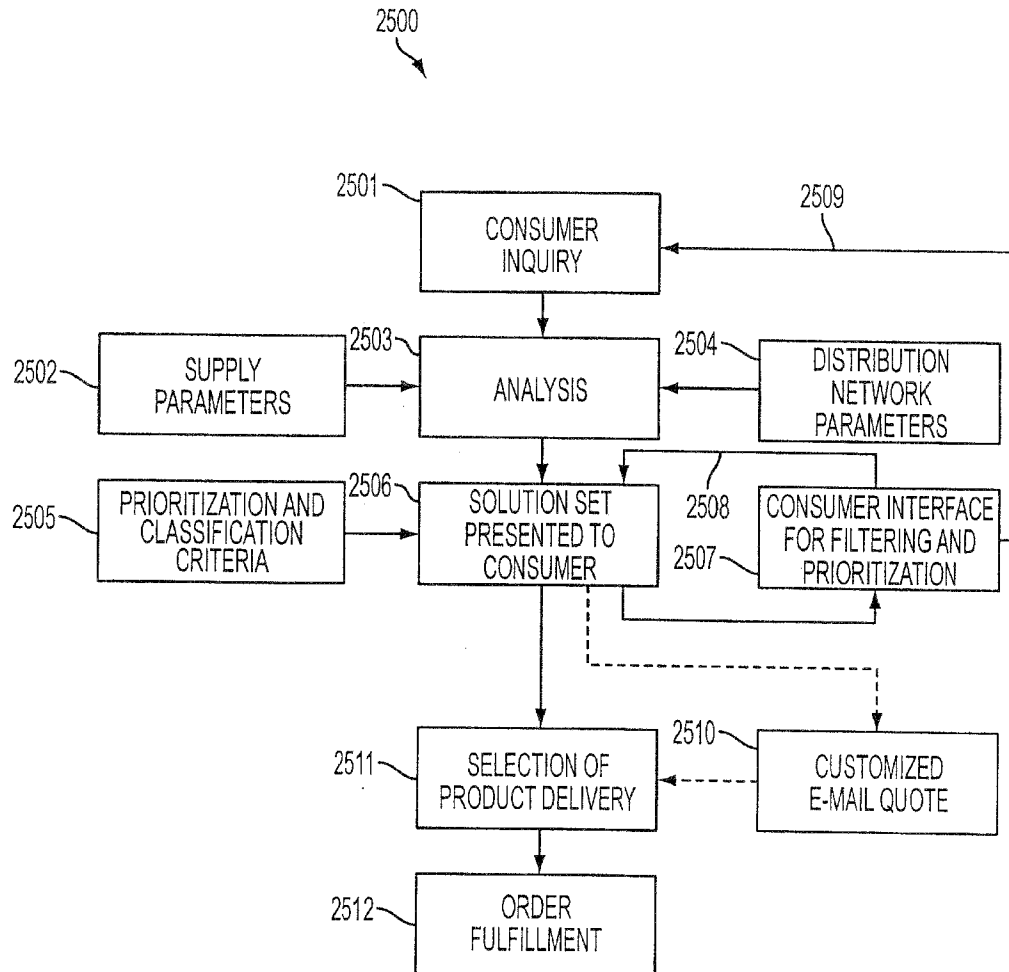 2500
2501
CONSUMER
INQUIRY
2509
2502
SUPPLY
PARAMETERS
2503
ANALYSIS
2504
DISTRIBUTION
NETWORK
PARAMETERS
2505
PRIORITIZATION AND
CLASSIFICATION
CRITERIA
2506
SOLUTION SET
PRESENTED TO
CONSUMER
2508
2507
CONSUMER INTERFACE
FOR FILTERING AND
PRIORITIZATION
2511
SELECTION OF
PRODUCT DELIVERY
2510
CUSTOMIZED
E-MAIL QUOTE
2512
ORDER
FULFILLMENT